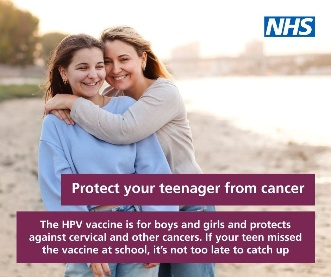 NHS
Protect your teenager from cancer
The HPV vaccine is for boys and girls and protects
against cervical and other cancers. If your teen missed
the vaccine at school, it's not too late to catch up